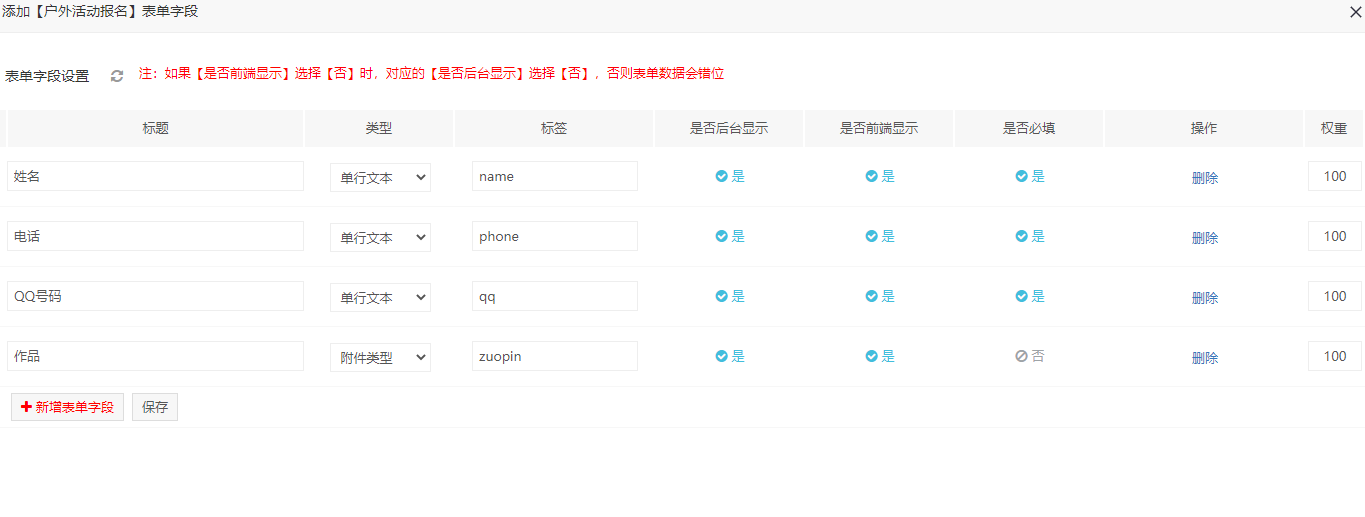 添加【户外活动报名】表单字段
表单字段设置 注：如果【是否前端显示】选择【否】时，对应的【是否后台显示】选择【否】，否则表单数据会错位
标题 类型 标签 是否后台显示 是否前端显示 是否必填 操作 权重
姓名 单行文本 name 是 是 是 删除 100
电话 单行文本 phone 是 是 是 删除 100
QQ号码 单行文本 qq 是 是 是 删除 100
作品 附件类型 zuopin 是 是 否 删除 100
新增表单字段 保存